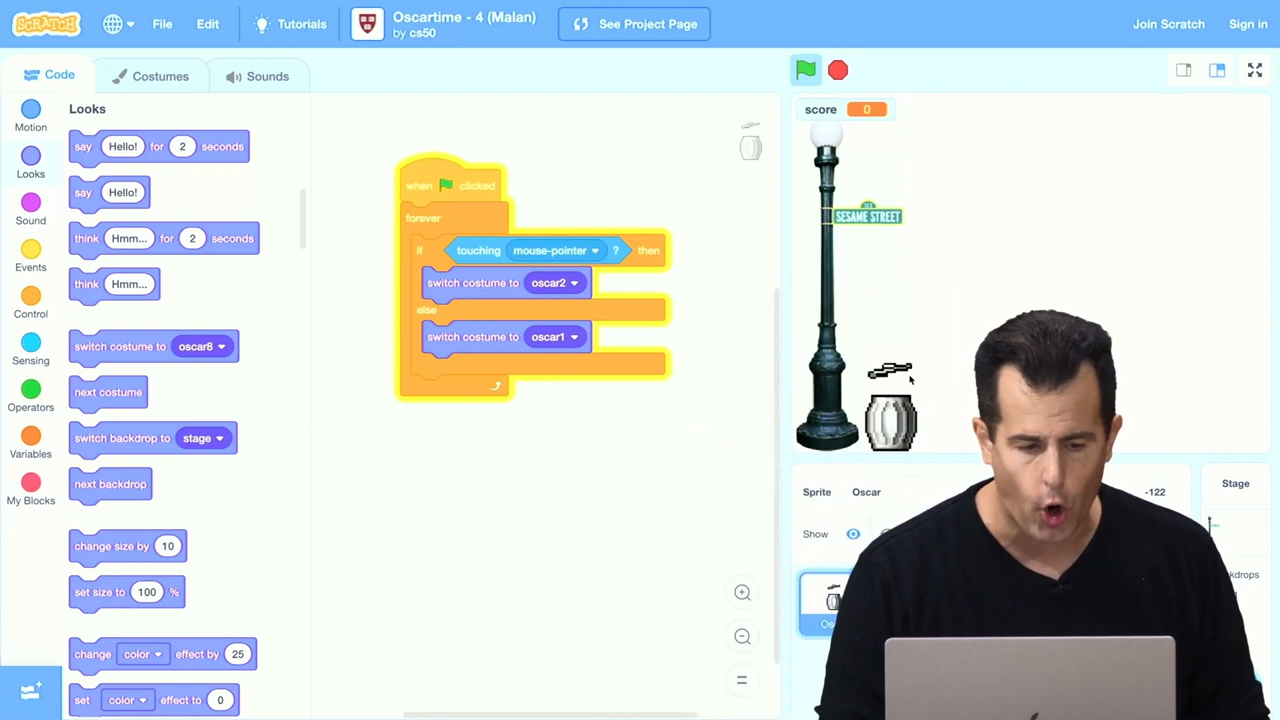 SCRATCH
File
Edit
Tutorials
Oscartime - 4 (Malan)
by cs50
See Project Page
Join Scratch
Sign in
Code
Costumes
Sounds
Motion
Looks
Sound
Events
Control
Sensing
Operators
Variables
My Blocks
Looks
say Hello! for 2 seconds
say Hello!
think Hmm... for 2 seconds
think Hmm...
switch costume to oscar8
next costume
switch backdrop to stage
next backdrop
change size by 10
set size to 100 %
change color effect by 25
set color effect to 0
when clicked
forever
if touching mouse-pointer ? then
switch costume to oscar2
else
switch costume to oscar1
score 0
SESAME STREET
Sprite Oscar -122
Show
Stage